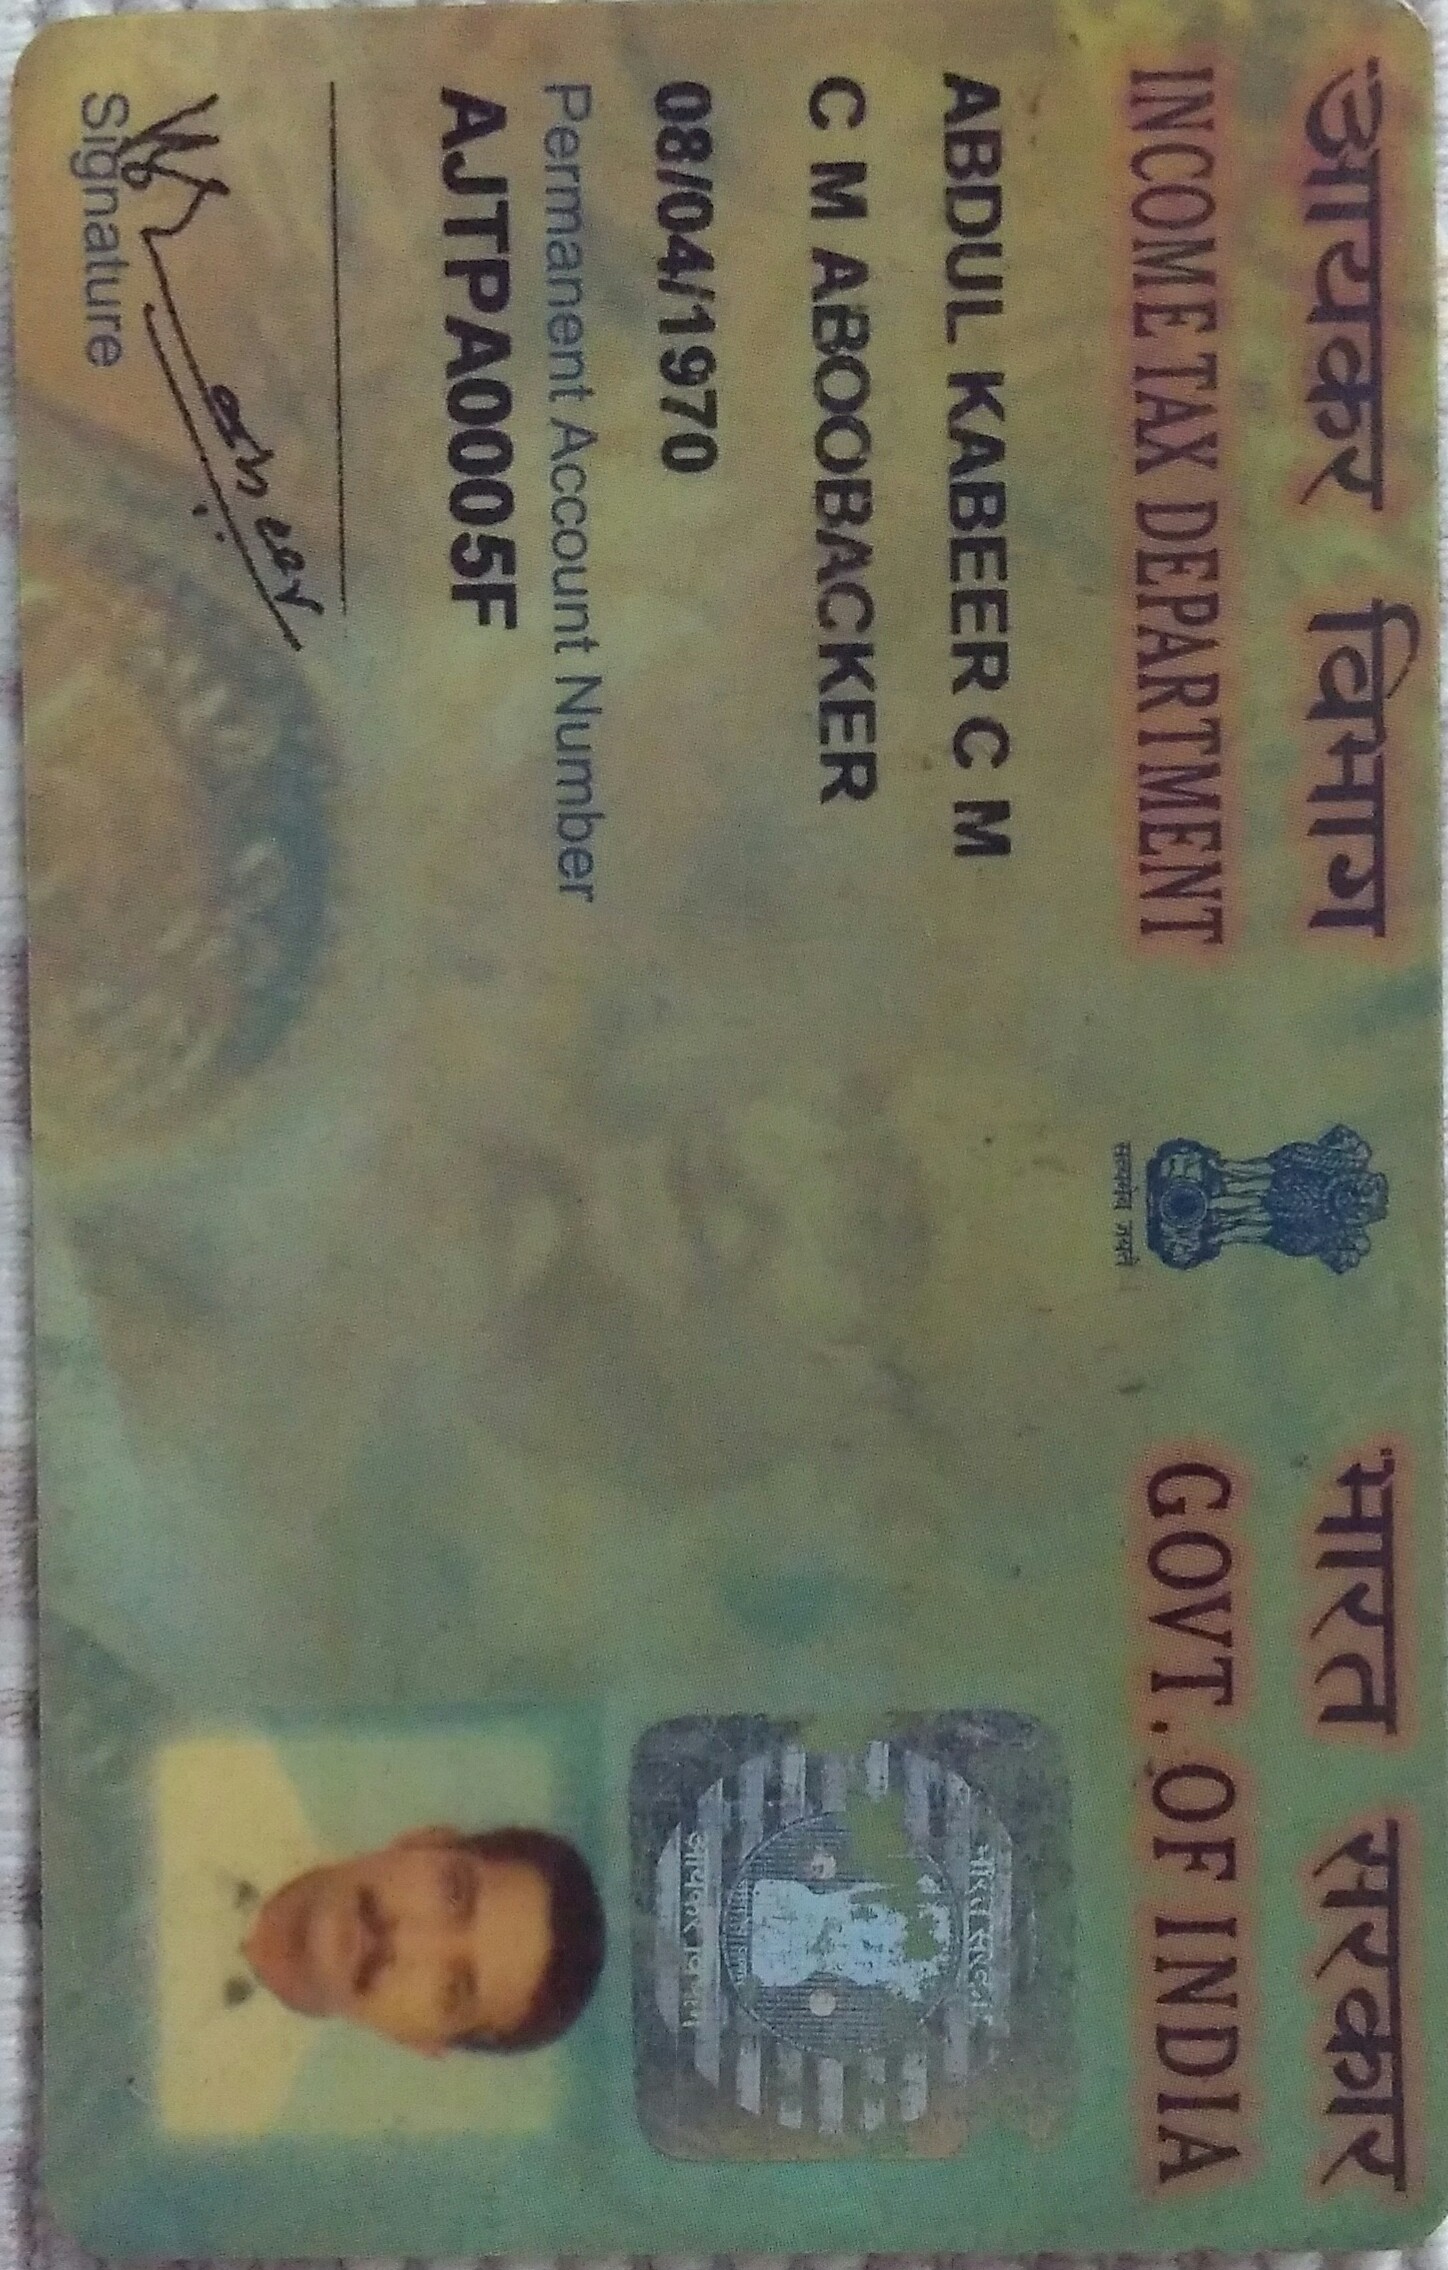 आयकर विभाग
INCOME TAX DEPARTMENT
सत्यमेव जयते
भारत सरकार
GOVT. OF INDIA
ABDUL KABEER C M
C M ABOOBACKER
08/04/1970
Permanent Account Number
AJTPA0005F
Signature
भारत सरकार
आयकर विभाग